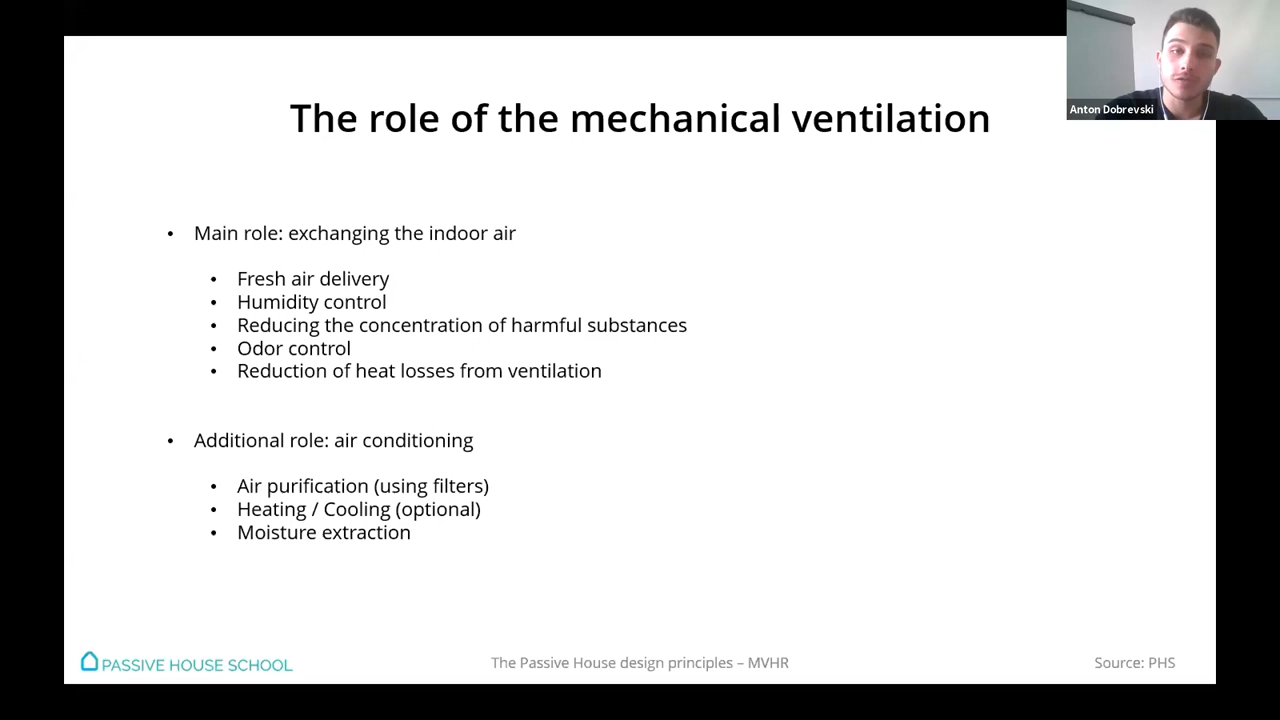 The role of the mechanical ventilation
Anton Dobrevski
• Main role: exchanging the indoor air
• Fresh air delivery
• Humidity control
• Reducing the concentration of harmful substances
• Odor control
• Reduction of heat losses from ventilation
• Additional role: air conditioning
• Air purification (using filters)
• Heating / Cooling (optional)
• Moisture extraction
PASSIVE HOUSE SCHOOL
The Passive House design principles – MVHR
Source: PHS